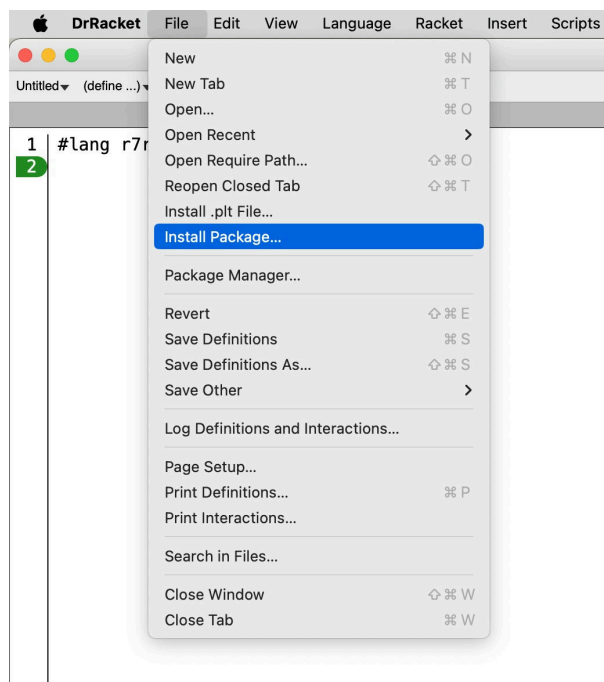 DrRacket File Edit View Language Racket Insert Scripts
Untitled (define ...)
1 #lang r7r
2
New ⌘ N
New Tab ⌘ T
Open... ⌘ O
Open Recent >
Open Require Path... ⇧ ⌘ O
Reopen Closed Tab ⇧ ⌘ T
Install .plt File...
Install Package...
Package Manager...
Revert ⇧ ⌘ E
Save Definitions ⌘ S
Save Definitions As... ⇧ ⌘ S
Save Other >
Log Definitions and Interactions...
Page Setup...
Print Definitions... ⌘ P
Print Interactions...
Search in Files...
Close Window ⇧ ⌘ W
Close Tab ⌘ W